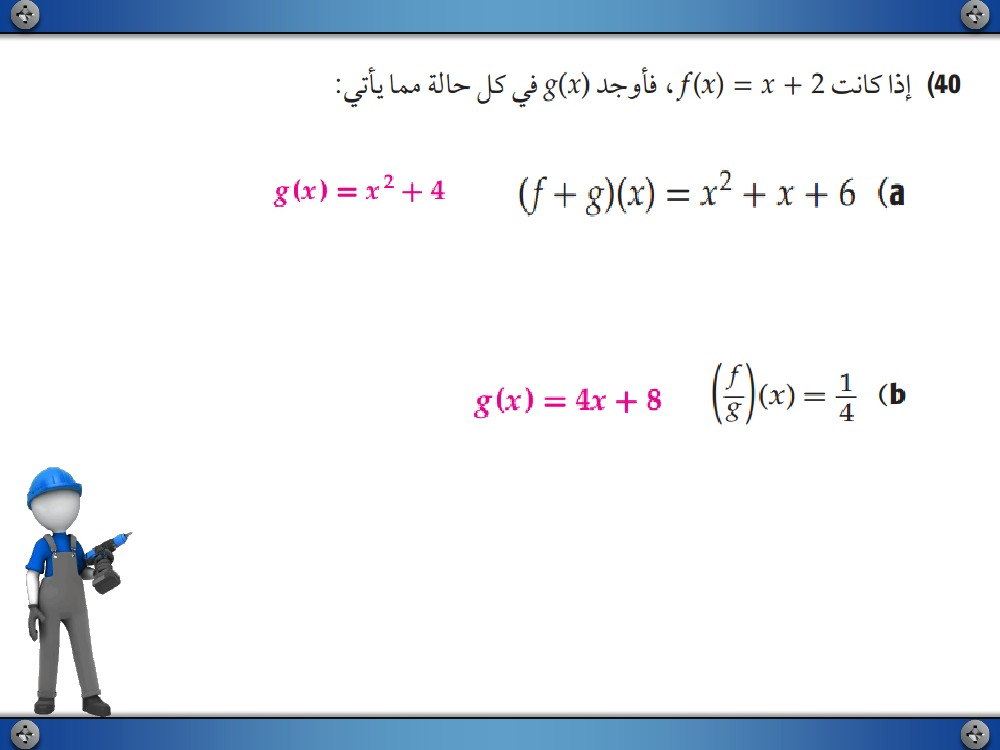 40) إذا كانت f(x) = x + 2 ، فأوجد g(x) في كل حالة مما يأتي:
a) (f + g)(x) = x² + x + 6 g(x) = x² + 4
b) (f/g)(x) = 1/4 g(x) = 4x + 8